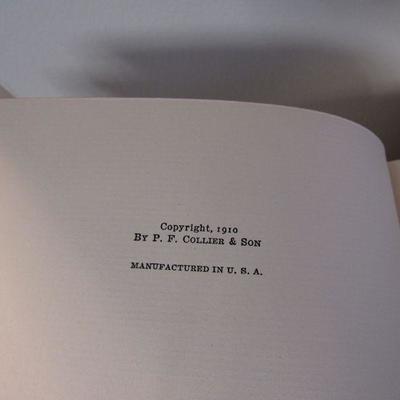 Copyright, 1910
By P. F. Collier & Son
MANUFACTURED IN U. S. A.